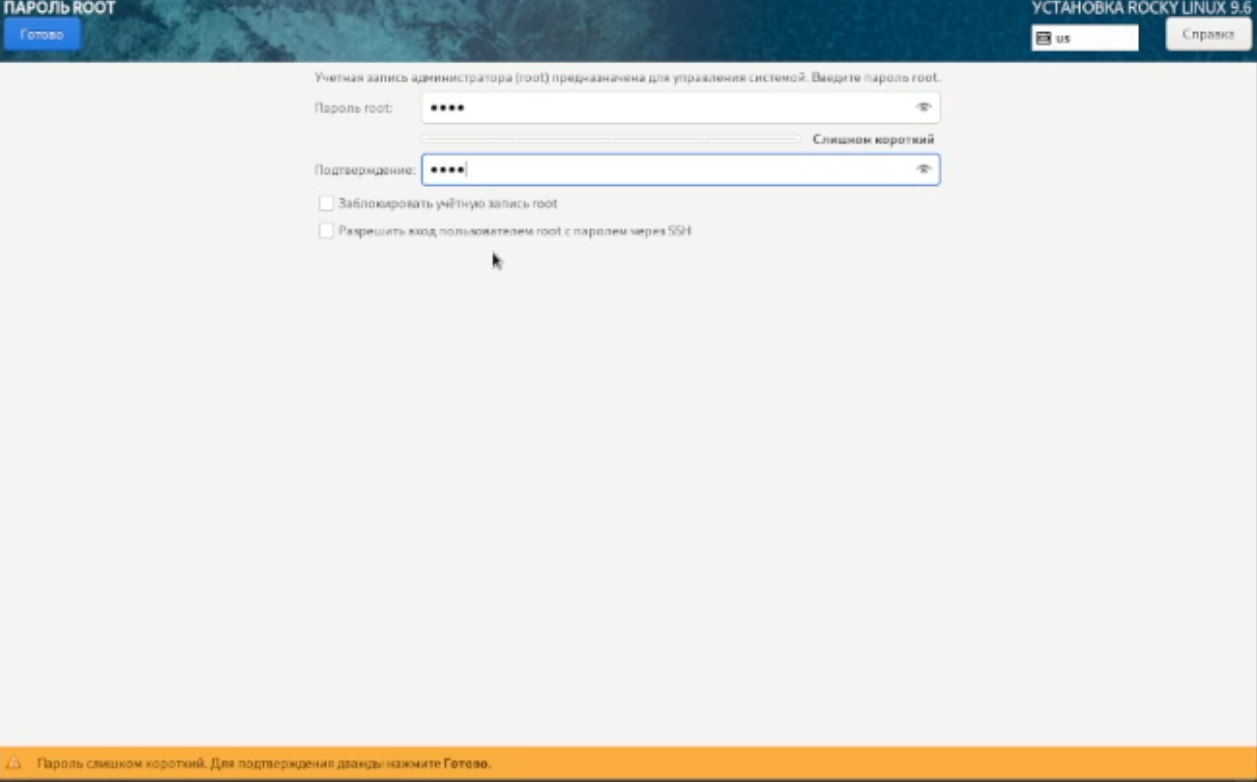 ПАРОЛЬ ROOT
УСТАНОВКА ROCKY LINUX 9.6
Готово
us
Справка
Учетная запись администратора (root) предназначена для управления системой. Введите пароль root.
Пароль root: ••••
Слишком короткий
Подтверждение: ••••
Заблокировать учётную запись root
Разрешить вход пользователем root с паролем через SSH
Пароль слишком короткий. Для подтверждения дважды нажмите Готово.